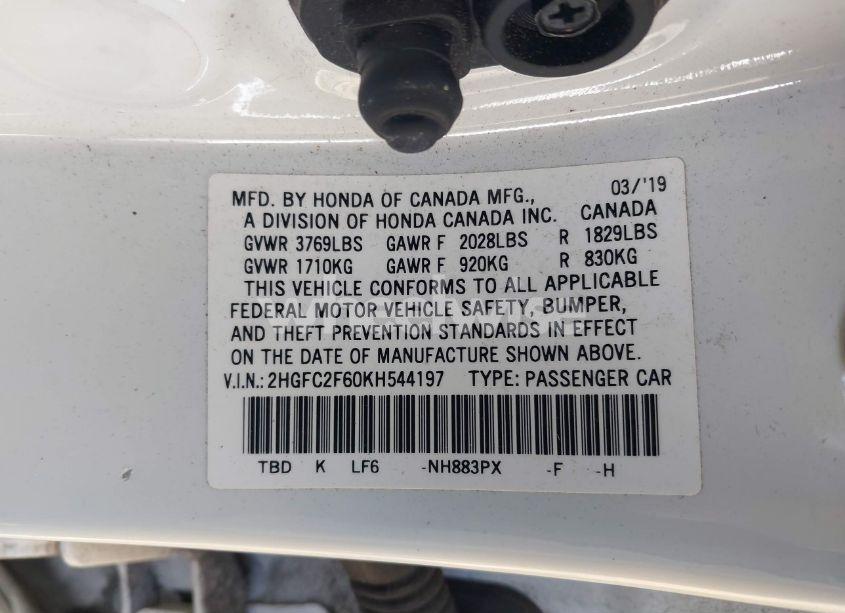 MFD. BY HONDA OF CANADA MFG., 03/'19
A DIVISION OF HONDA CANADA INC. CANADA
GVWR 3769LBS GAWR F 2028LBS R 1829LBS
GVWR 1710KG GAWR F 920KG R 830KG
THIS VEHICLE CONFORMS TO ALL APPLICABLE
FEDERAL MOTOR VEHICLE SAFETY, BUMPER,
AND THEFT PREVENTION STANDARDS IN EFFECT
ON THE DATE OF MANUFACTURE SHOWN ABOVE.
V.I.N.: 2HGFC2F60KH544197 TYPE: PASSENGER CAR
TBD K LF6 -NH883PX -F -H